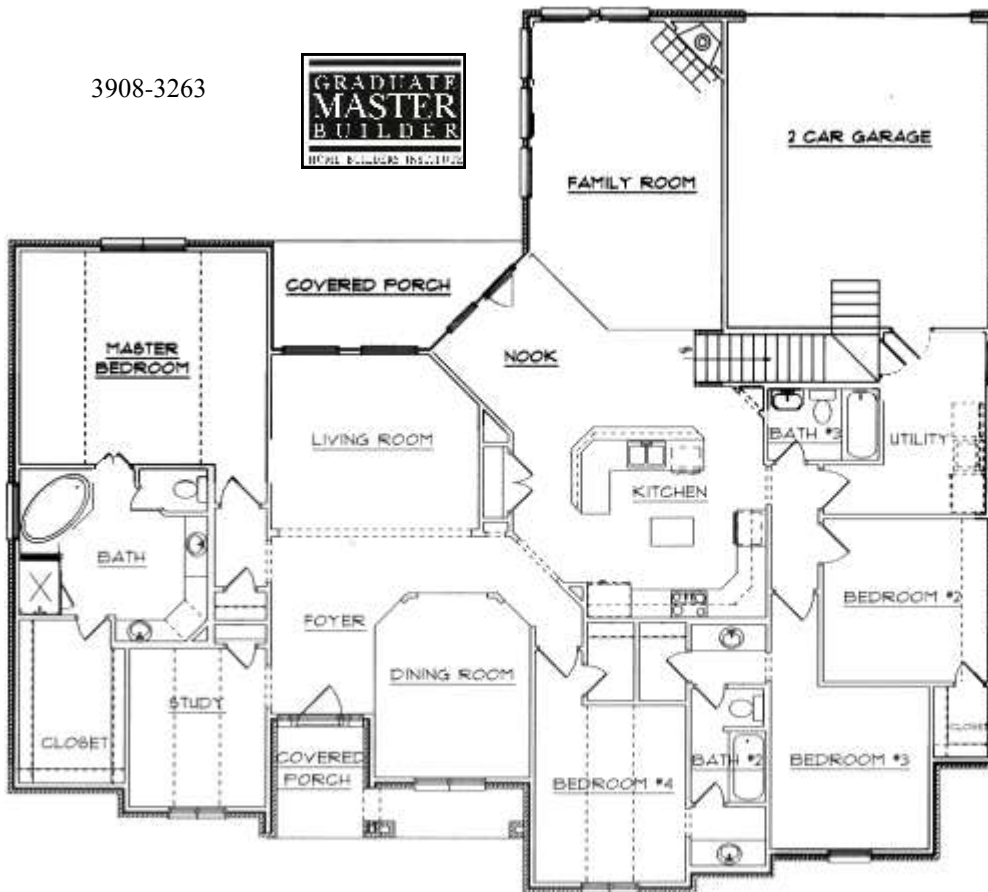 3908-3263
GRADUATE
MASTER
BUILDER
HOME BUILDERS INSTITUTE
2 CAR GARAGE
FAMILY ROOM
COVERED PORCH
MASTER
BEDROOM
NOOK
LIVING ROOM
BATH #3
UTILITY
KITCHEN
BATH
BEDROOM #2
FOYER
DINING ROOM
STUDY
CLOSET
CLOSET
COVERED
PORCH
BEDROOM #4
BATH #2
BEDROOM #3